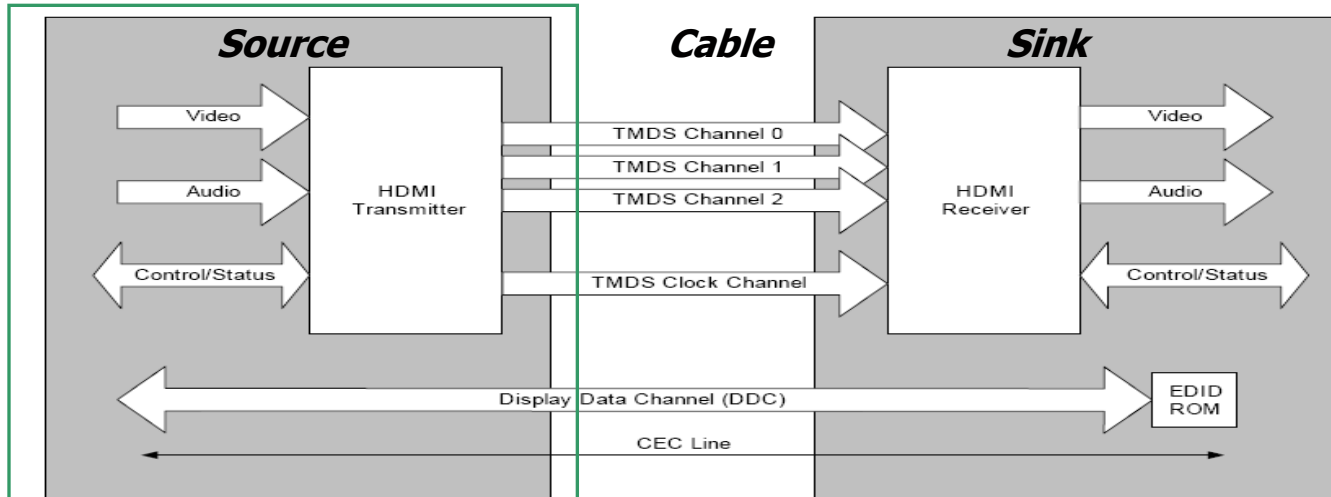 Source
Cable
Sink
Video
TMDS Channel 0
Video
TMDS Channel 1
Audio
HDMI
Transmitter
TMDS Channel 2
HDMI
Receiver
Audio
Control/Status
TMDS Clock Channel
Control/Status
Display Data Channel (DDC)
EDID
ROM
CEC Line